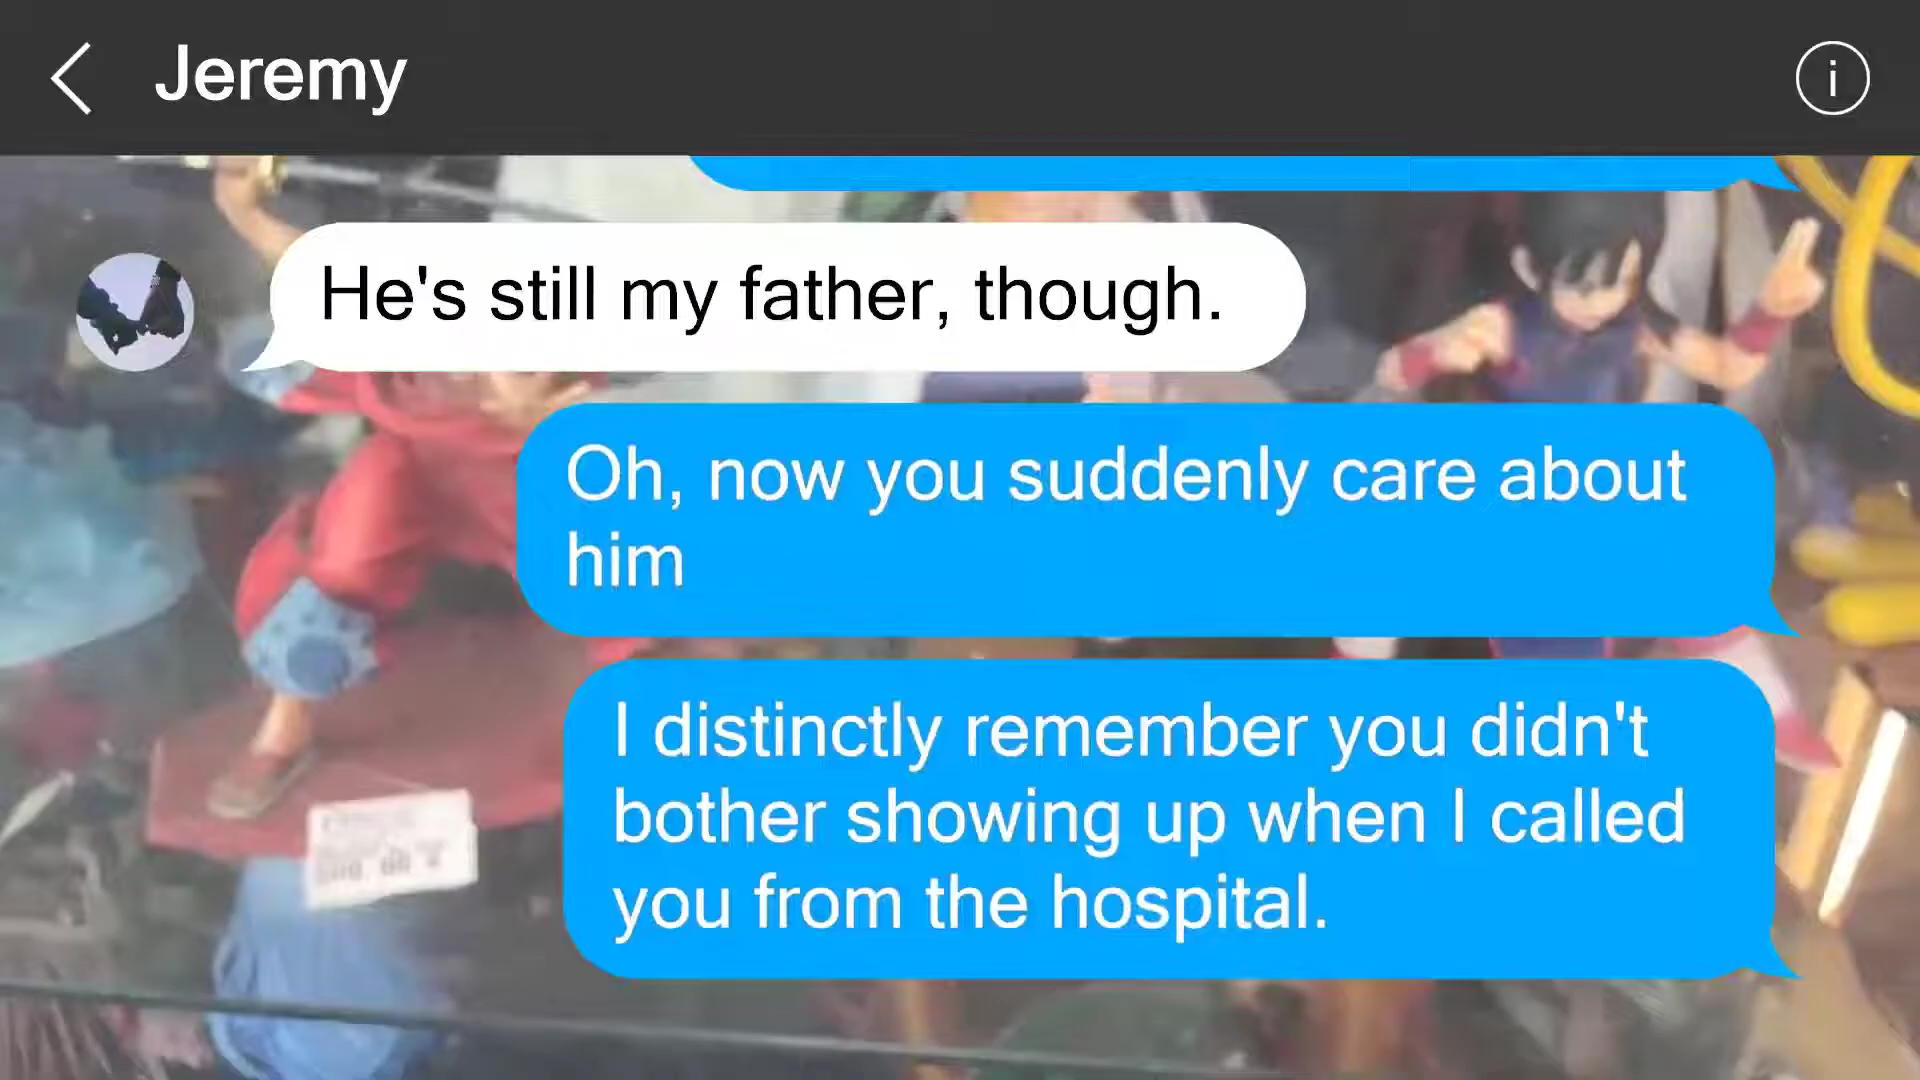 Jeremy
i
He's still my father, though.
Oh, now you suddenly care about
him
I distinctly remember you didn't
bother showing up when I called
you from the hospital.